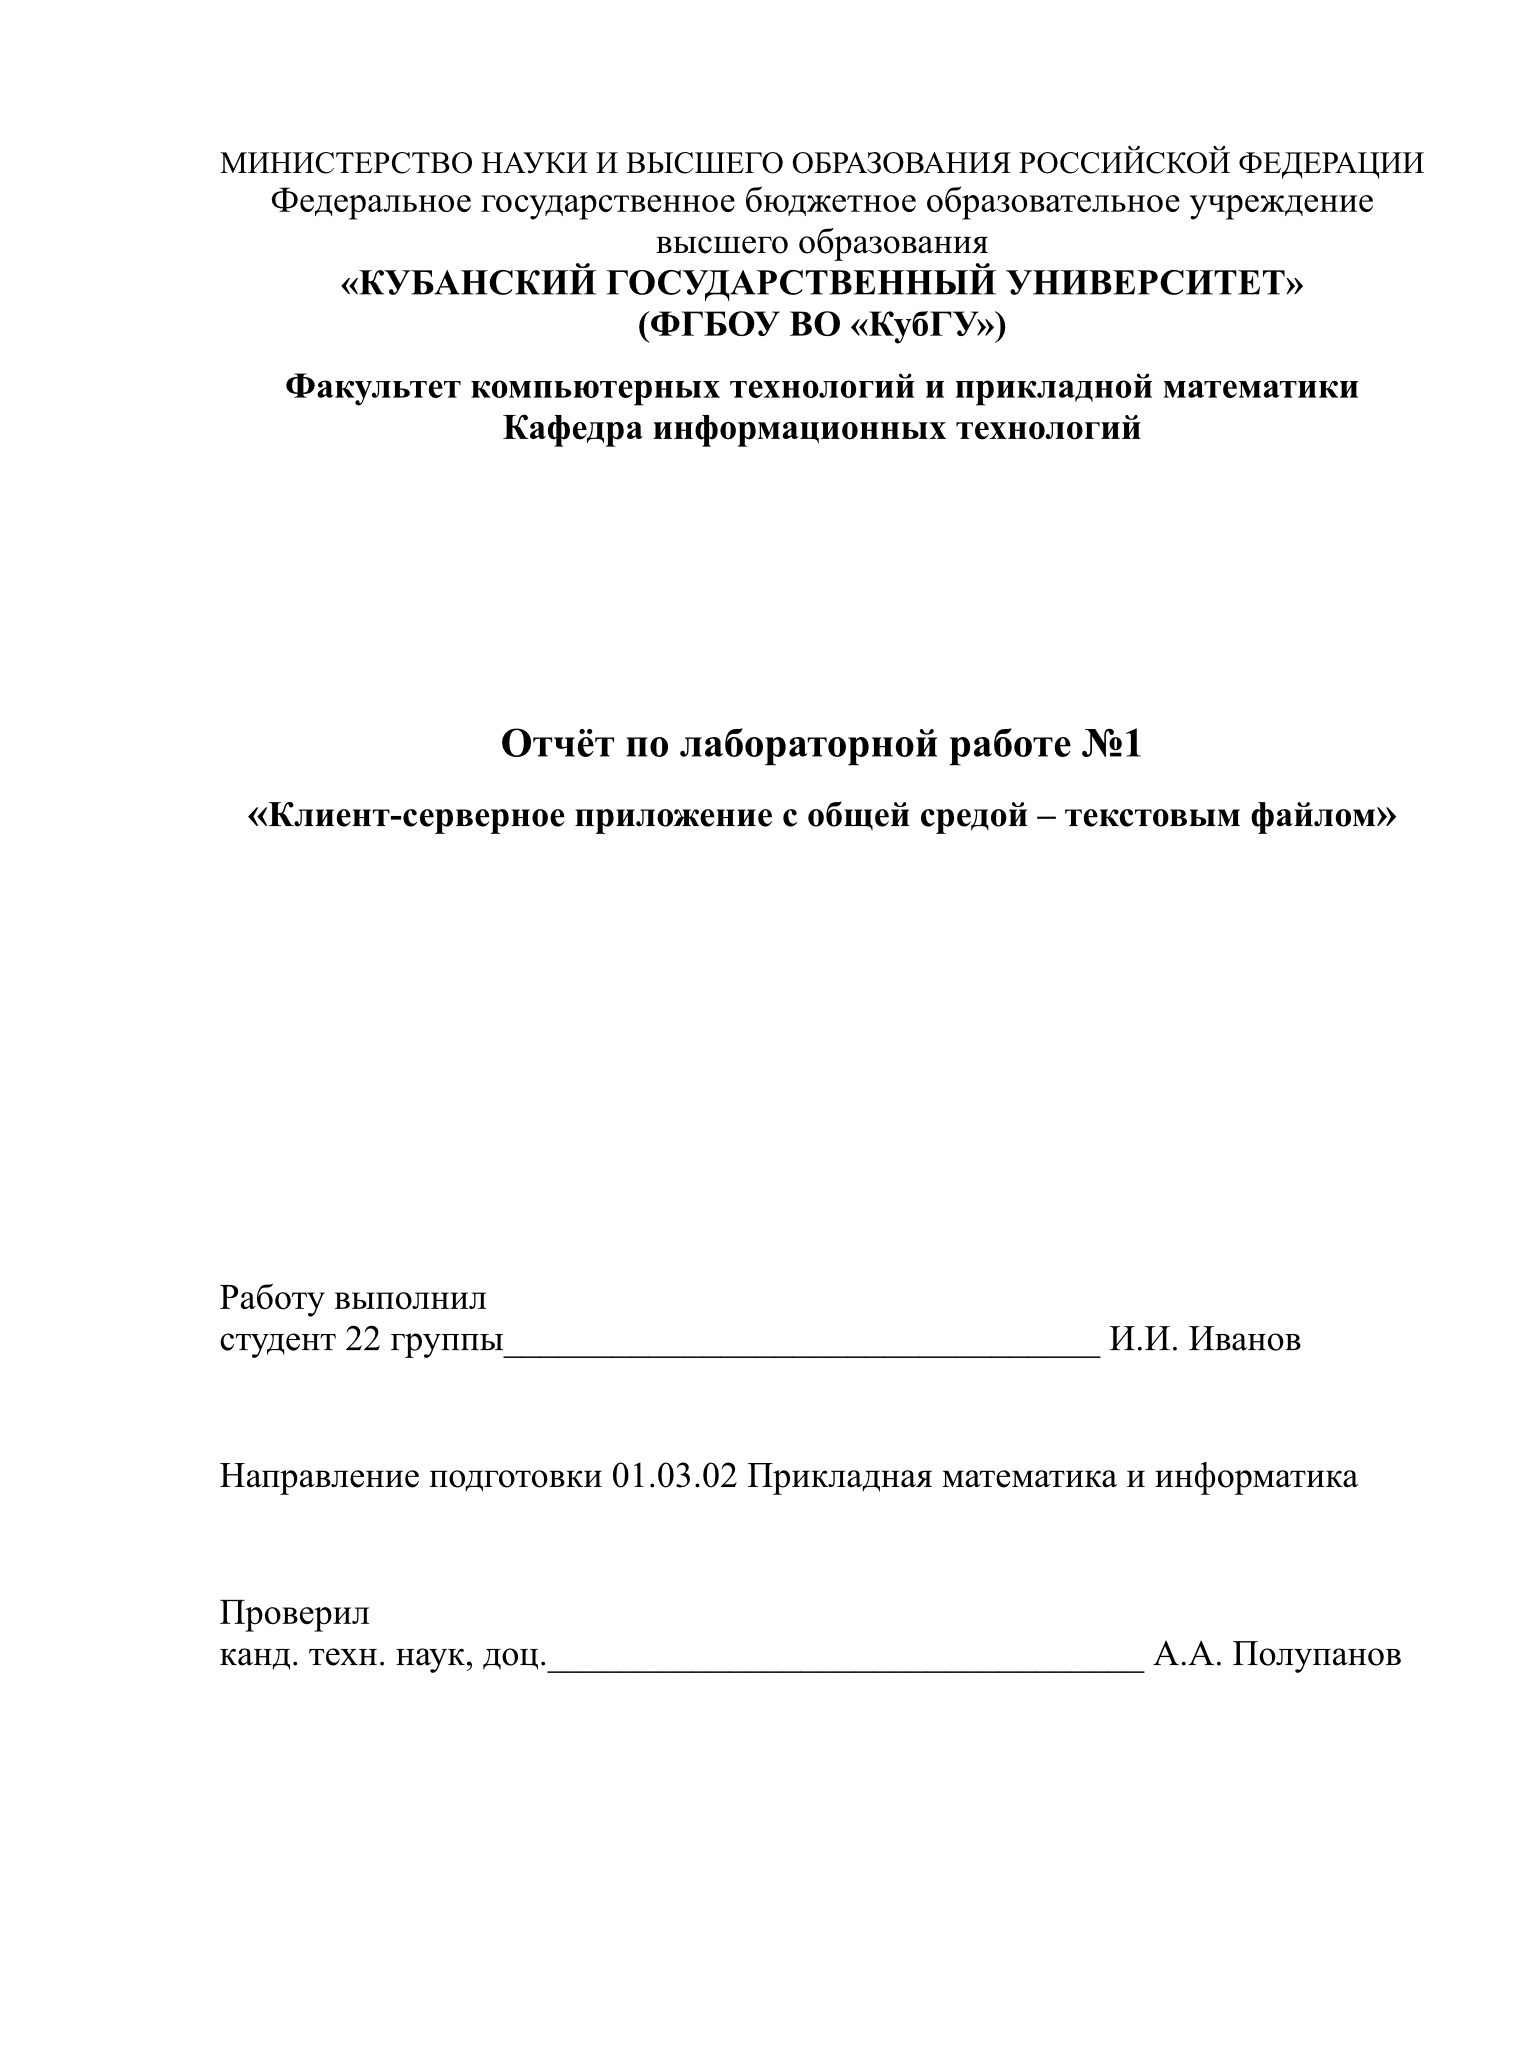 МИНИСТЕРСТВО НАУКИ И ВЫСШЕГО ОБРАЗОВАНИЯ РОССИЙСКОЙ ФЕДЕРАЦИИ
Федеральное государственное бюджетное образовательное учреждение
высшего образования
«КУБАНСКИЙ ГОСУДАРСТВЕННЫЙ УНИВЕРСИТЕТ»
(ФГБОУ ВО «КубГУ»)
Факультет компьютерных технологий и прикладной математики
Кафедра информационных технологий
Отчёт по лабораторной работе №1
«Клиент-серверное приложение с общей средой – текстовым файлом»
Работу выполнил
студент 22 группы_________________________________ И.И. Иванов
Направление подготовки 01.03.02 Прикладная математика и информатика
Проверил
канд. техн. наук, доц._________________________________ А.А. Полупанов